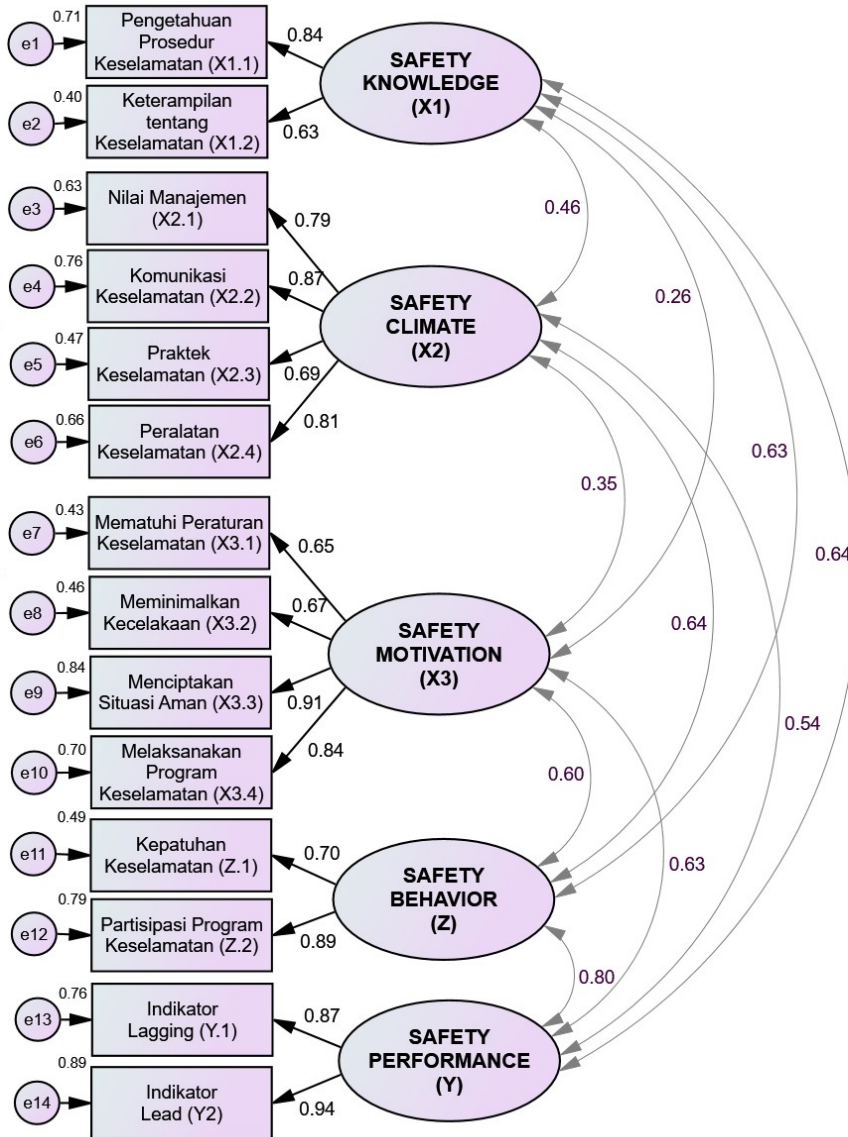 0.71
e1
Pengetahuan
Prosedur
Keselamatan (X1.1)
0.84
0.40
e2
Keterampilan
tentang
Keselamatan (X1.2)
0.63
SAFETY
KNOWLEDGE
(X1)
0.63
e3
Nilai Manajemen
(X2.1)
0.79
0.76
e4
Komunikasi
Keselamatan (X2.2)
0.87
0.47
e5
Praktek
Keselamatan (X2.3)
0.69
0.66
e6
Peralatan
Keselamatan (X2.4)
0.81
SAFETY
CLIMATE
(X2)
0.43
e7
Mematuhi Peraturan
Keselamatan (X3.1)
0.65
0.46
e8
Meminimalkan
Kecelakaan (X3.2)
0.67
0.84
e9
Menciptakan
Situasi Aman (X3.3)
0.91
0.70
e10
Melaksanakan
Program
Keselamatan (X3.4)
0.84
SAFETY
MOTIVATION
(X3)
0.49
e11
Kepatuhan
Keselamatan (Z.1)
0.70
0.79
e12
Partisipasi Program
Keselamatan (Z.2)
0.89
SAFETY
BEHAVIOR
(Z)
0.76
e13
Indikator
Lagging (Y.1)
0.87
0.89
e14
Indikator
Lead (Y2)
0.94
SAFETY
PERFORMANCE
(Y)
0.46
0.26
0.63
0.35
0.64
0.64
0.54
0.60
0.63
0.80